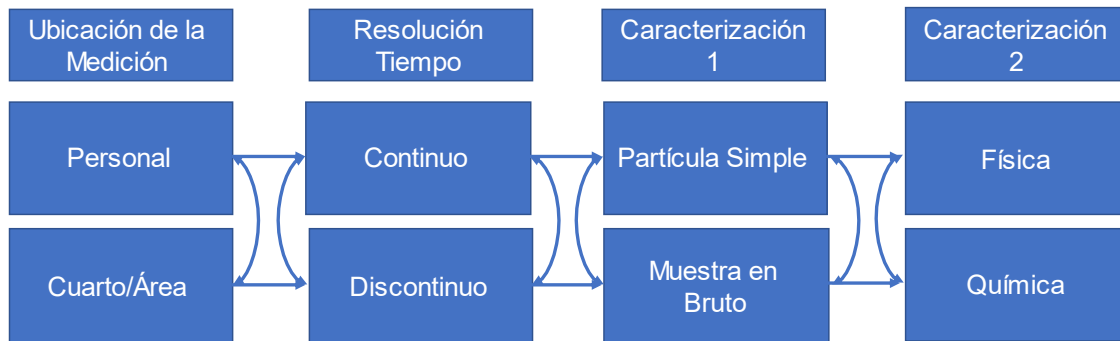 Ubicación de la
Medición
Resolución
Tiempo
Caracterización
1
Caracterización
2
Personal
Continuo
Partícula Simple
Física
Cuarto/Área
Discontinuo
Muestra en
Bruto
Química